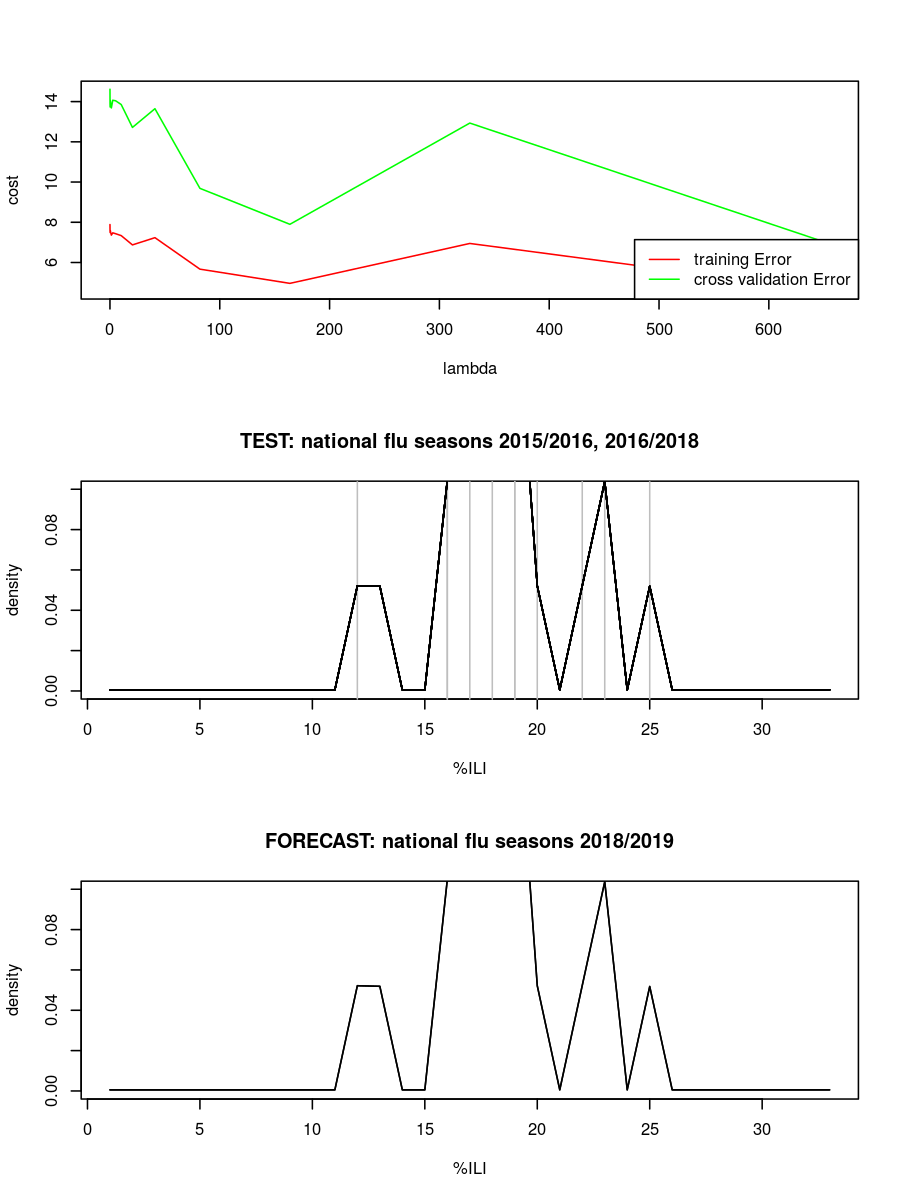 14
12
10
8
6
cost
training Error
cross validation Error
0 100 200 300 400 500 600
lambda
TEST: national flu seasons 2015/2016, 2016/2018
0.08
0.04
0.00
density
0 5 10 15 20 25 30
%ILI
FORECAST: national flu seasons 2018/2019
0.08
0.04
0.00
density
0 5 10 15 20 25 30
%ILI